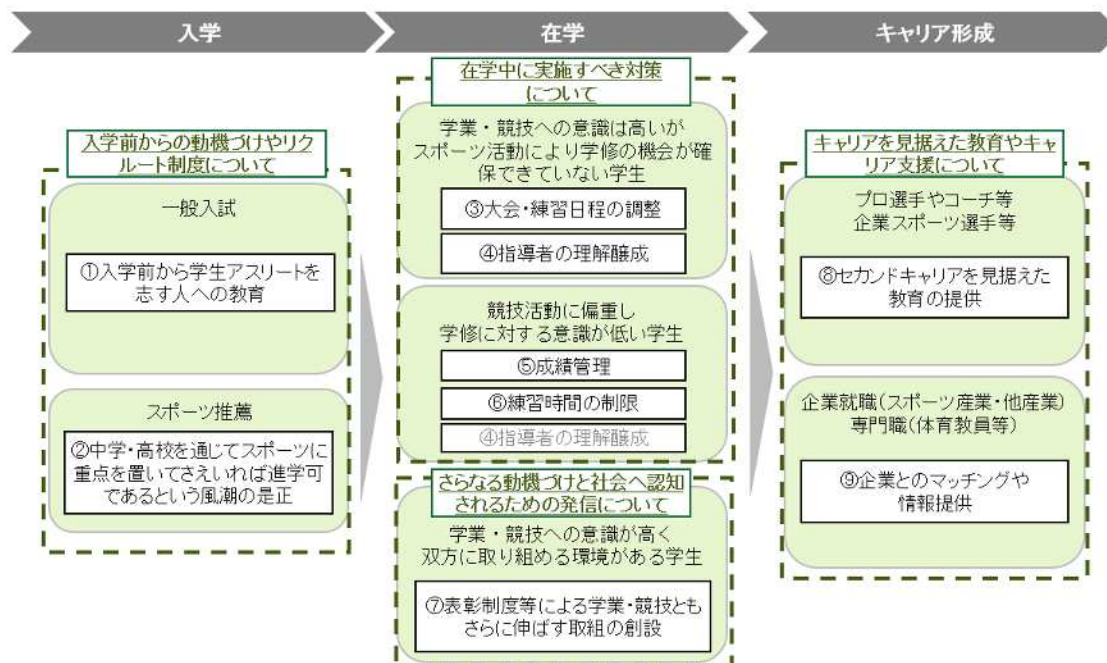 入学
在学
キャリア形成
入学前からの動機づけやリク
ルート制度について
一般入試
①入学前から学生アスリートを
志す人への教育
スポーツ推薦
②中学・高校を通じてスポーツに
重点を置いてさえいれば進学可
であるという風潮の是正
在学中に実施すべき対策
について
学業・競技への意識は高いが
スポーツ活動により学修の機会が確
保できていない学生
③大会・練習日程の調整
④指導者の理解醸成
競技活動に偏重し
学修に対する意識が低い学生
⑤成績管理
⑥練習時間の制限
④指導者の理解醸成
さらなる動機づけと社会へ認知
されるための発信について
学業・競技への意識が高く
双方に取り組める環境がある学生
⑦表彰制度等による学業・競技とも
さらに伸ばす取組の創設
キャリアを見据えた教育やキャ
リア支援について
プロ選手やコーチ等
企業スポーツ選手等
⑧セカンドキャリアを見据えた
教育の提供
企業就職(スポーツ産業・他産業)
専門職(体育教員等)
⑨企業とのマッチングや
情報提供